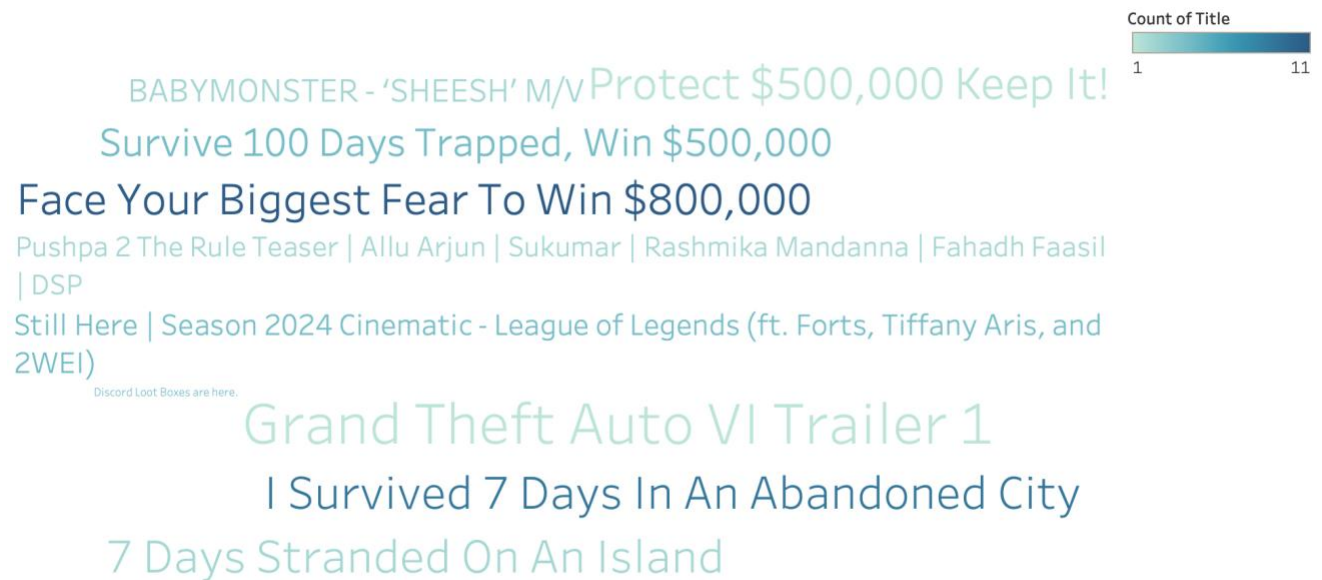 Count of Title
1 11
BABYMONSTER - ‘SHEESH’ M/V Protect $500,000 Keep It!
Survive 100 Days Trapped, Win $500,000
Face Your Biggest Fear To Win $800,000
Pushpa 2 The Rule Teaser | Allu Arjun | Sukumar | Rashmika Mandanna | Fahadh Faasil
| DSP
Still Here | Season 2024 Cinematic - League of Legends (ft. Forts, Tiffany Aris, and
2WEI)
Discord Loot Boxes are here.
Grand Theft Auto VI Trailer 1
I Survived 7 Days In An Abandoned City
7 Days Stranded On An Island